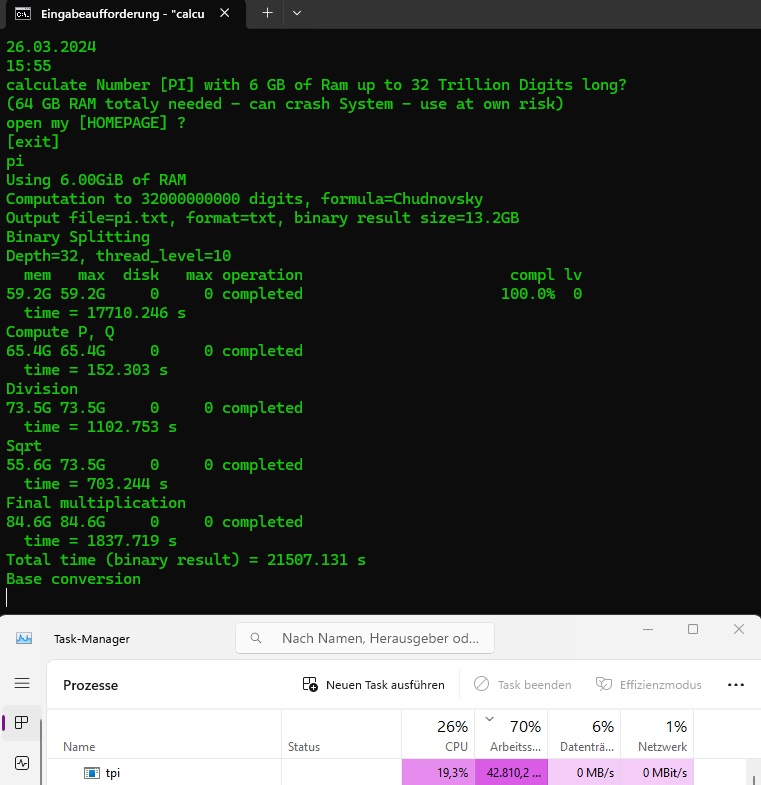 Eingabeaufforderung - "calcu
26.03.2024
15:55
calculate Number [PI] with 6 GB of Ram up to 32 Trillion Digits long?
(64 GB RAM totaly needed - can crash System - use at own risk)
open my [HOMEPAGE] ?
[exit]
pi
Using 6.00GiB of RAM
Computation to 32000000000 digits, formula=Chudnovsky
Output file=pi.txt, format=txt, binary result size=13.2GB
Binary Splitting
Depth=32, thread_level=10
mem max disk max operation compl lv
59.2G 59.2G 0 0 completed 100.0% 0
time = 17710.246 s
Compute P, Q
65.4G 65.4G 0 0 completed
time = 152.303 s
Division
73.5G 73.5G 0 0 completed
time = 1102.753 s
Sqrt
55.6G 73.5G 0 0 completed
time = 703.244 s
Final multiplication
84.6G 84.6G 0 0 completed
time = 1837.719 s
Total time (binary result) = 21507.131 s
Base conversion
Task-Manager
Nach Namen, Herausgeber od...
Prozesse
Neuen Task ausführen
Task beenden
Effizienzmodus
26% 70% 6% 1%
Name Status CPU Arbeitss... Datenträ... Netzwerk
tpi 19,3% 42.810,2 ... 0 MB/s 0 MBit/s